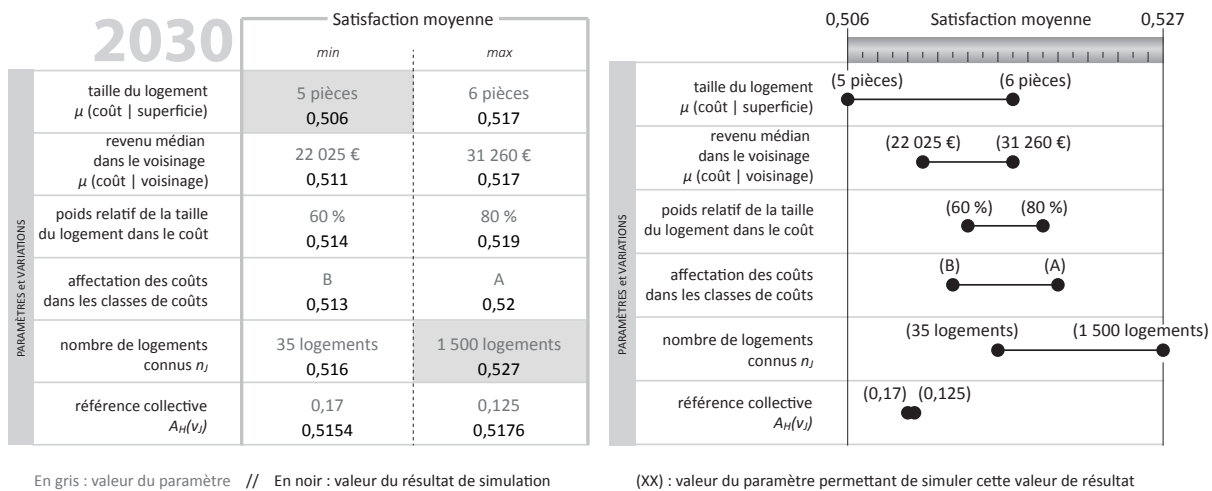 2030
Satisfaction moyenne
min
max
PARAMÈTRES et VARIATIONS
taille du logement
µ (coût | superficie)
5 pièces
0,506
6 pièces
0,517
revenu médian
dans le voisinage
µ (coût | voisinage)
22 025 €
0,511
31 260 €
0,517
poids relatif de la taille
du logement dans le coût
60 %
0,514
80 %
0,519
affectation des coûts
dans les classes de coûts
B
0,513
A
0,52
nombre de logements
connus nJ
35 logements
0,516
1 500 logements
0,527
référence collective
AH(vJ)
0,17
0,5154
0,125
0,5176
En gris : valeur du paramètre // En noir : valeur du résultat de simulation
0,506
Satisfaction moyenne
0,527
PARAMÈTRES et VARIATIONS
taille du logement
µ (coût | superficie)
(5 pièces)
(6 pièces)
revenu médian
dans le voisinage
µ (coût | voisinage)
(22 025 €)
(31 260 €)
poids relatif de la taille
du logement dans le coût
(60 %)
(80 %)
affectation des coûts
dans les classes de coûts
(B)
(A)
nombre de logements
connus nJ
(35 logements)
(1 500 logements)
référence collective
AH(vJ)
(0,17)
(0,125)
(XX) : valeur du paramètre permettant de simuler cette valeur de résultat